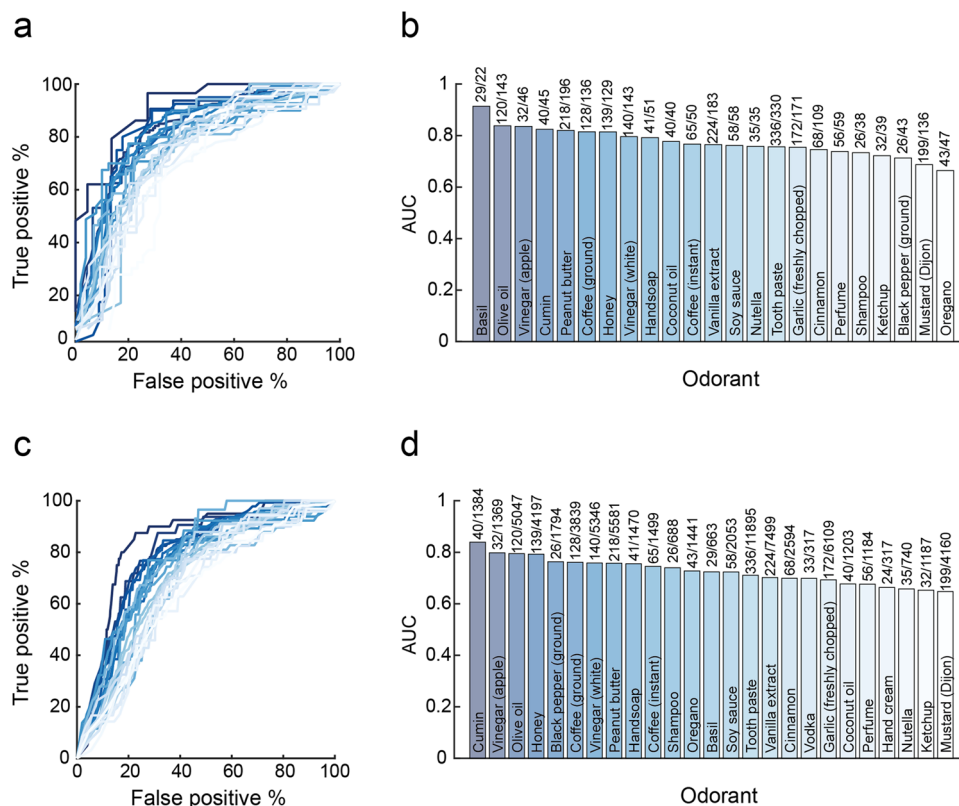 a
True positive %
100
80
60
40
20
0
0 20 40 60 80 100
False positive %
b
AUC
1
0.8
0.6
0.4
0.2
0
29/22
120/143
32/46
40/45
218/196
128/136
139/129
140/143
41/51
40/40
65/50
224/183
58/58
35/35
336/330
172/171
68/109
56/59
26/38
32/39
26/43
199/136
43/47
Basil
Olive oil
Vinegar (apple)
Cumin
Peanut butter
Coffee (ground)
Honey
Vinegar (white)
Handsoap
Coconut oil
Coffee (instant)
Vanilla extract
Soy sauce
Nutella
Tooth paste
Garlic (freshly chopped)
Cinnamon
Perfume
Shampoo
Ketchup
Black pepper (ground)
Mustard (Dijon)
Oregano
Odorant
c
True positive %
100
80
60
40
20
0
0 20 40 60 80 100
False positive %
d
AUC
1
0.8
0.6
0.4
0.2
0
40/1384
32/1369
120/5047
139/4197
26/1794
128/3839
140/5346
218/5581
41/1470
65/1499
26/688
43/1441
29/663
58/2053
336/11895
224/7499
68/2594
33/317
172/6109
40/1203
56/1184
24/317
35/740
32/1187
199/4160
Cumin
Vinegar (apple)
Olive oil
Honey
Black pepper (ground)
Coffee (ground)
Vinegar (white)
Peanut butter
Handsoap
Coffee (instant)
Shampoo
Oregano
Basil
Soy sauce
Tooth paste
Vanilla extract
Cinnamon
Vodka
Garlic (freshly chopped)
Coconut oil
Perfume
Hand cream
Nutella
Ketchup
Mustard (Dijon)
Odorant